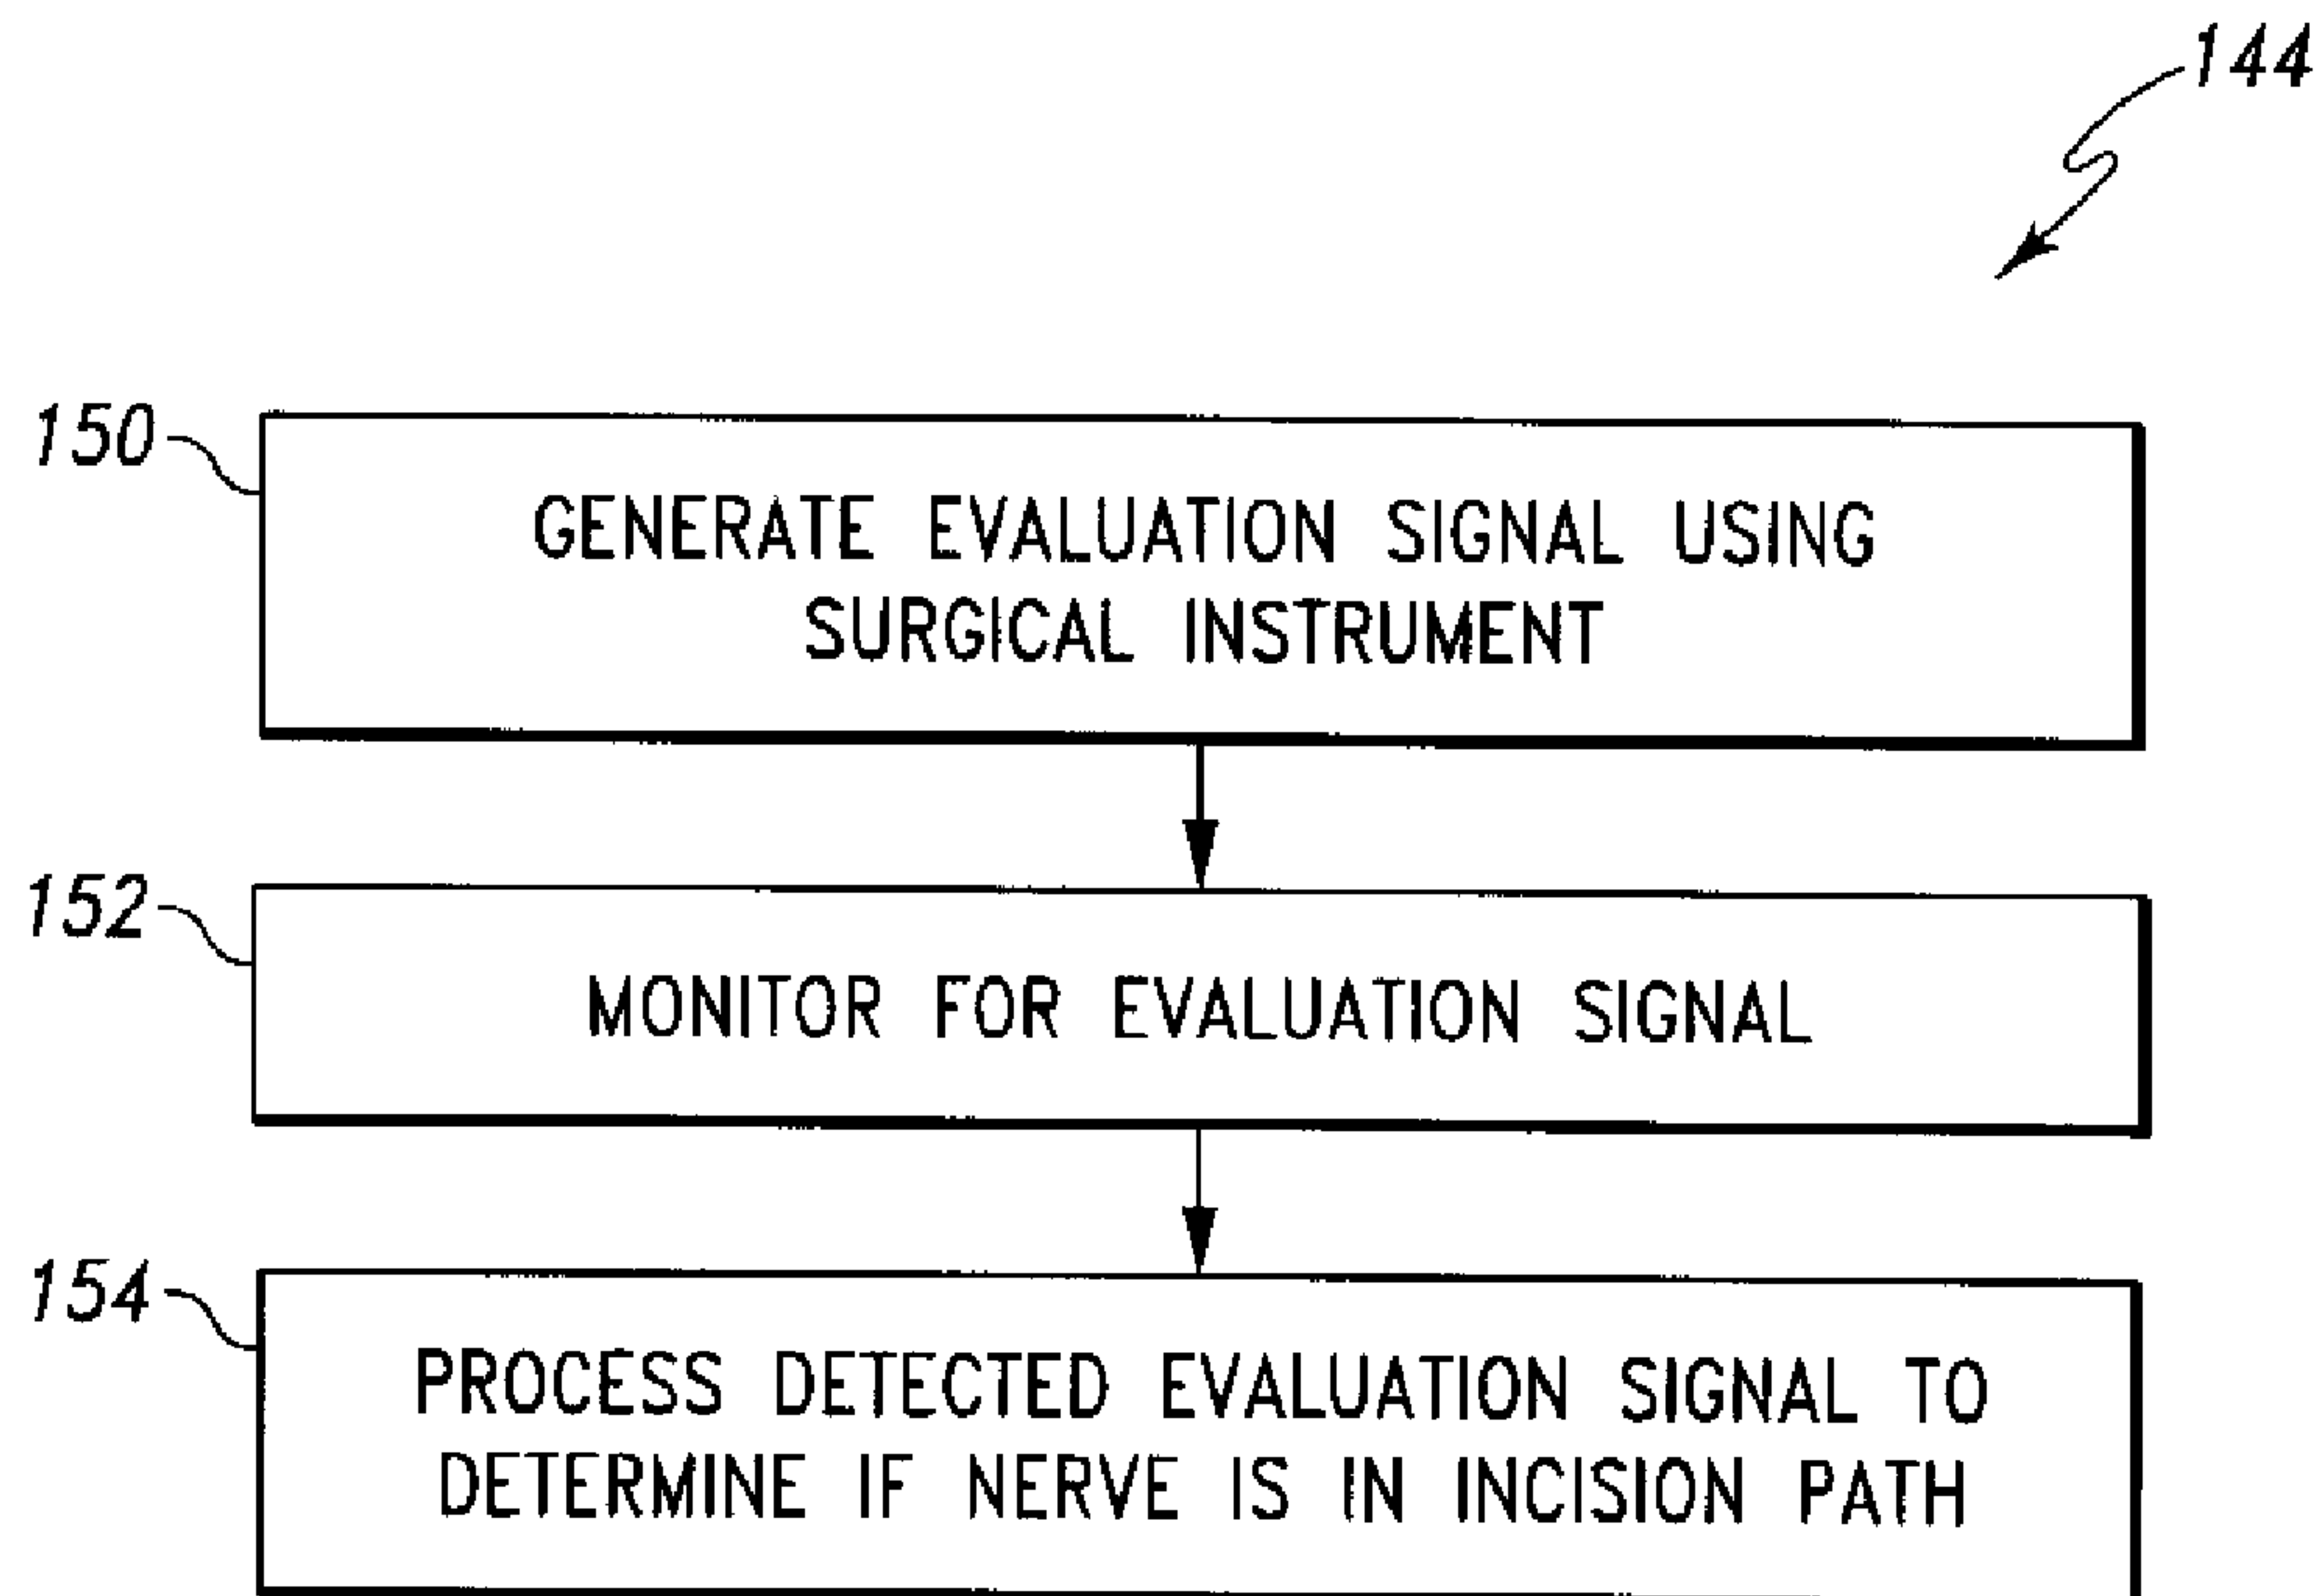 144
150
GENERATE EVALUATION SIGNAL USING
SURGICAL INSTRUMENT
152
MONITOR FOR EVALUATION SIGNAL
154
PROCESS DETECTED EVALUATION SIGNAL TO
DETERMINE IF NERVE IS IN INCISION PATH